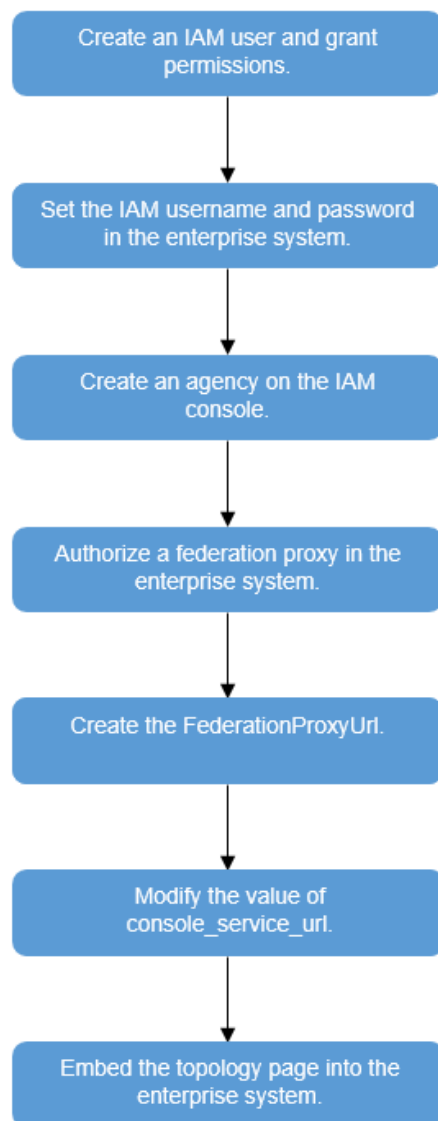 Create an IAM user and grant
permissions.
Set the IAM username and password
in the enterprise system.
Create an agency on the IAM
console.
Authorize a federation proxy in the
enterprise system.
Create the FederationProxyUrl.
Modify the value of
console_service_url.
Embed the topology page into the
enterprise system.